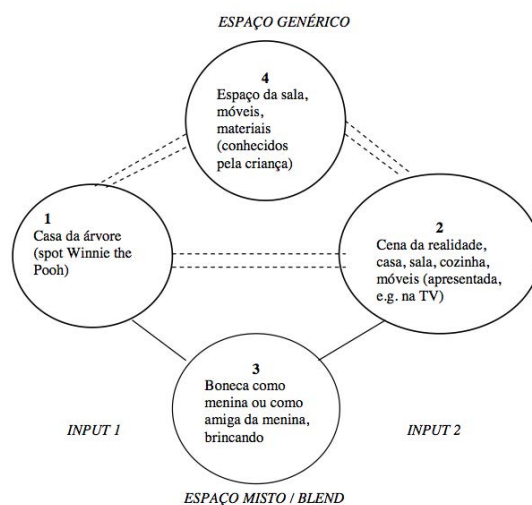 ESPAÇO GENÉRICO
4
Espaço da sala,
móveis,
materiais
(conhecidos
pela criança)
1
Casa da árvore
(spot Winnie the
Pooh)
2
Cena da realidade,
casa, sala, cozinha,
móveis (apresentada,
e.g. na TV)
3
Boneca como
menina ou como
amiga da menina,
brincando
INPUT 1
INPUT 2
ESPAÇO MISTO / BLEND